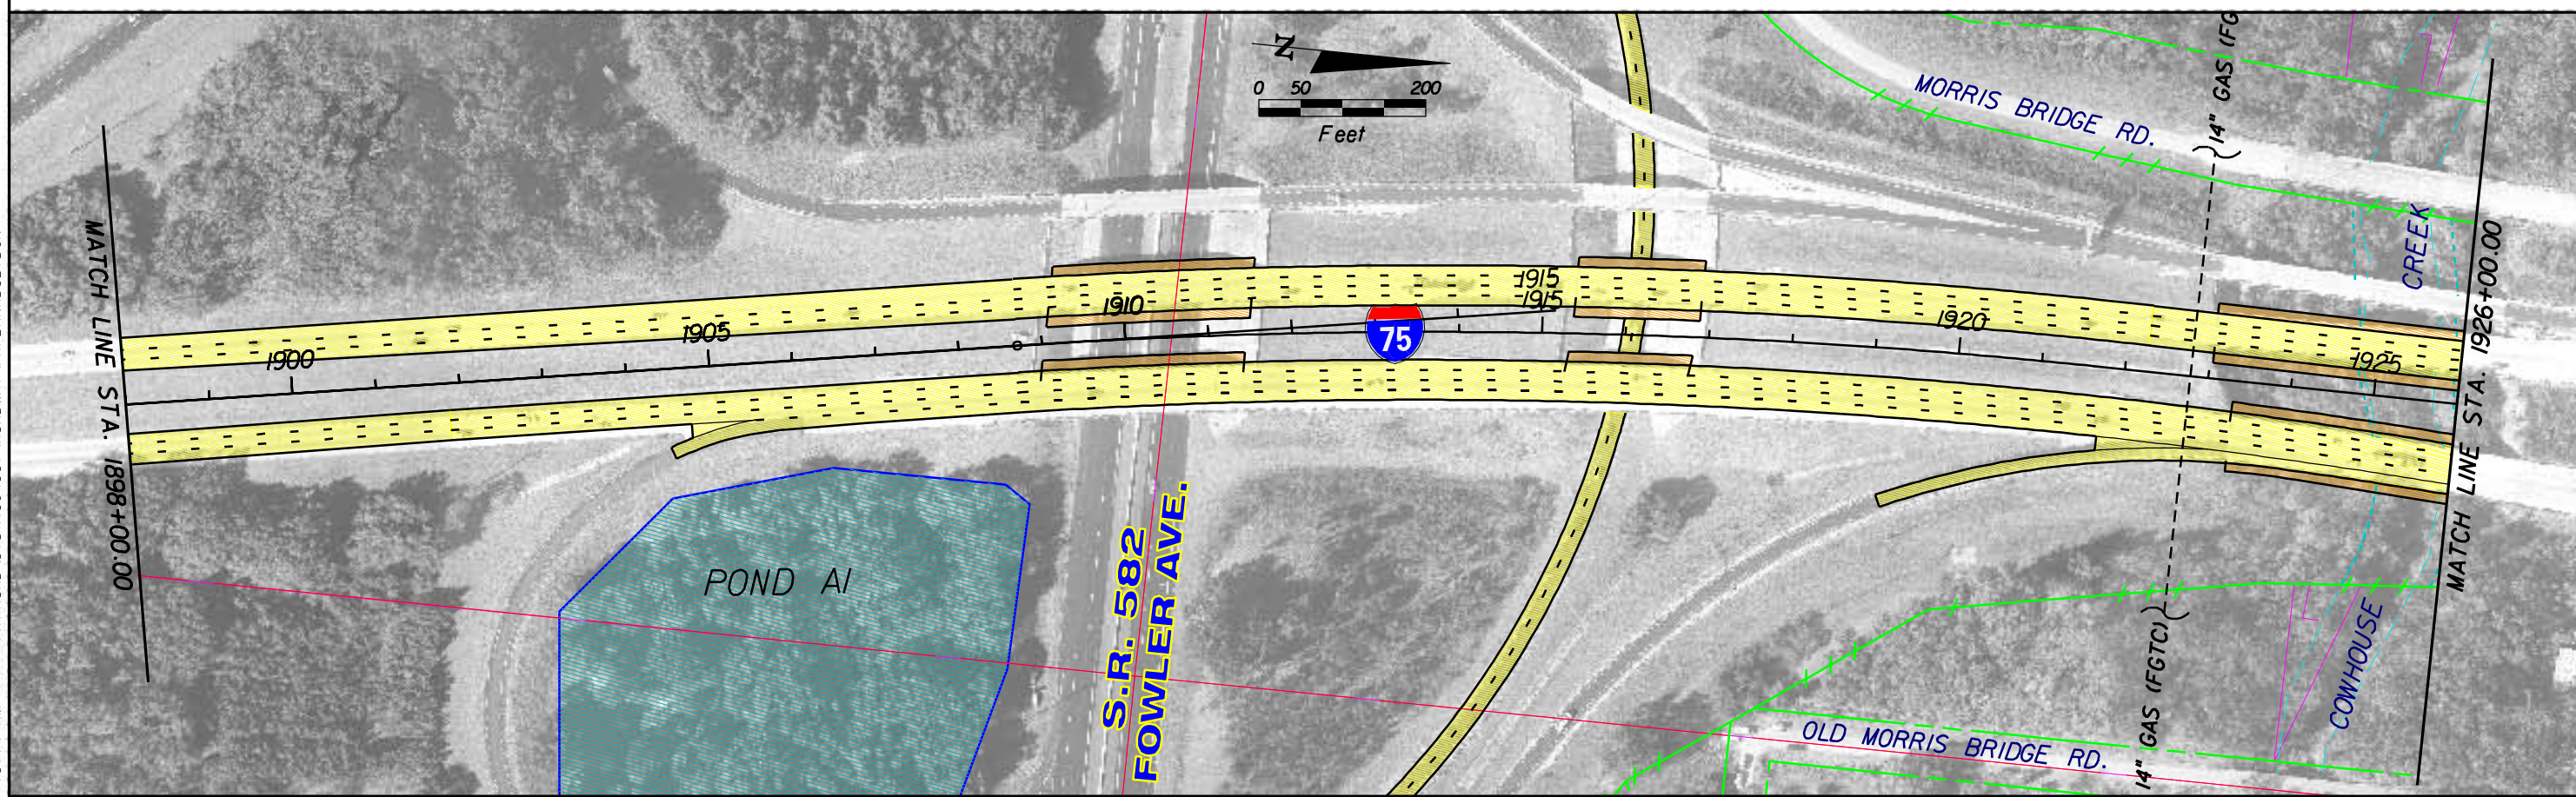 N
0 50 200
Feet
MORRIS BRIDGE RD.
14" GAS (FG
MATCH LINE STA. 1898+00.00
1900
1905
1910
1915
1915
75
1920
1925
CREEK
MATCH LINE STA. 1926+00.00
POND A1
S.R. 582
FOWLER AVE.
14" GAS (FGTC)
COWHOUSE
OLD MORRIS BRIDGE RD.